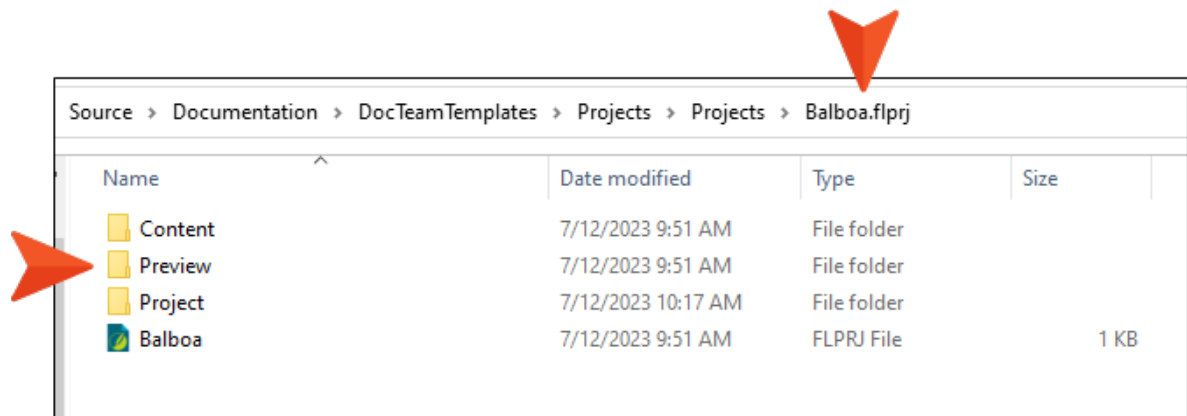 Source > Documentation > DocTeamTemplates > Projects > Projects > Balboa.flprj
Name Date modified Type Size
Content 7/12/2023 9:51 AM File folder
Preview 7/12/2023 9:51 AM File folder
Project 7/12/2023 10:17 AM File folder
Balboa 7/12/2023 9:51 AM FLPRJ File 1 KB